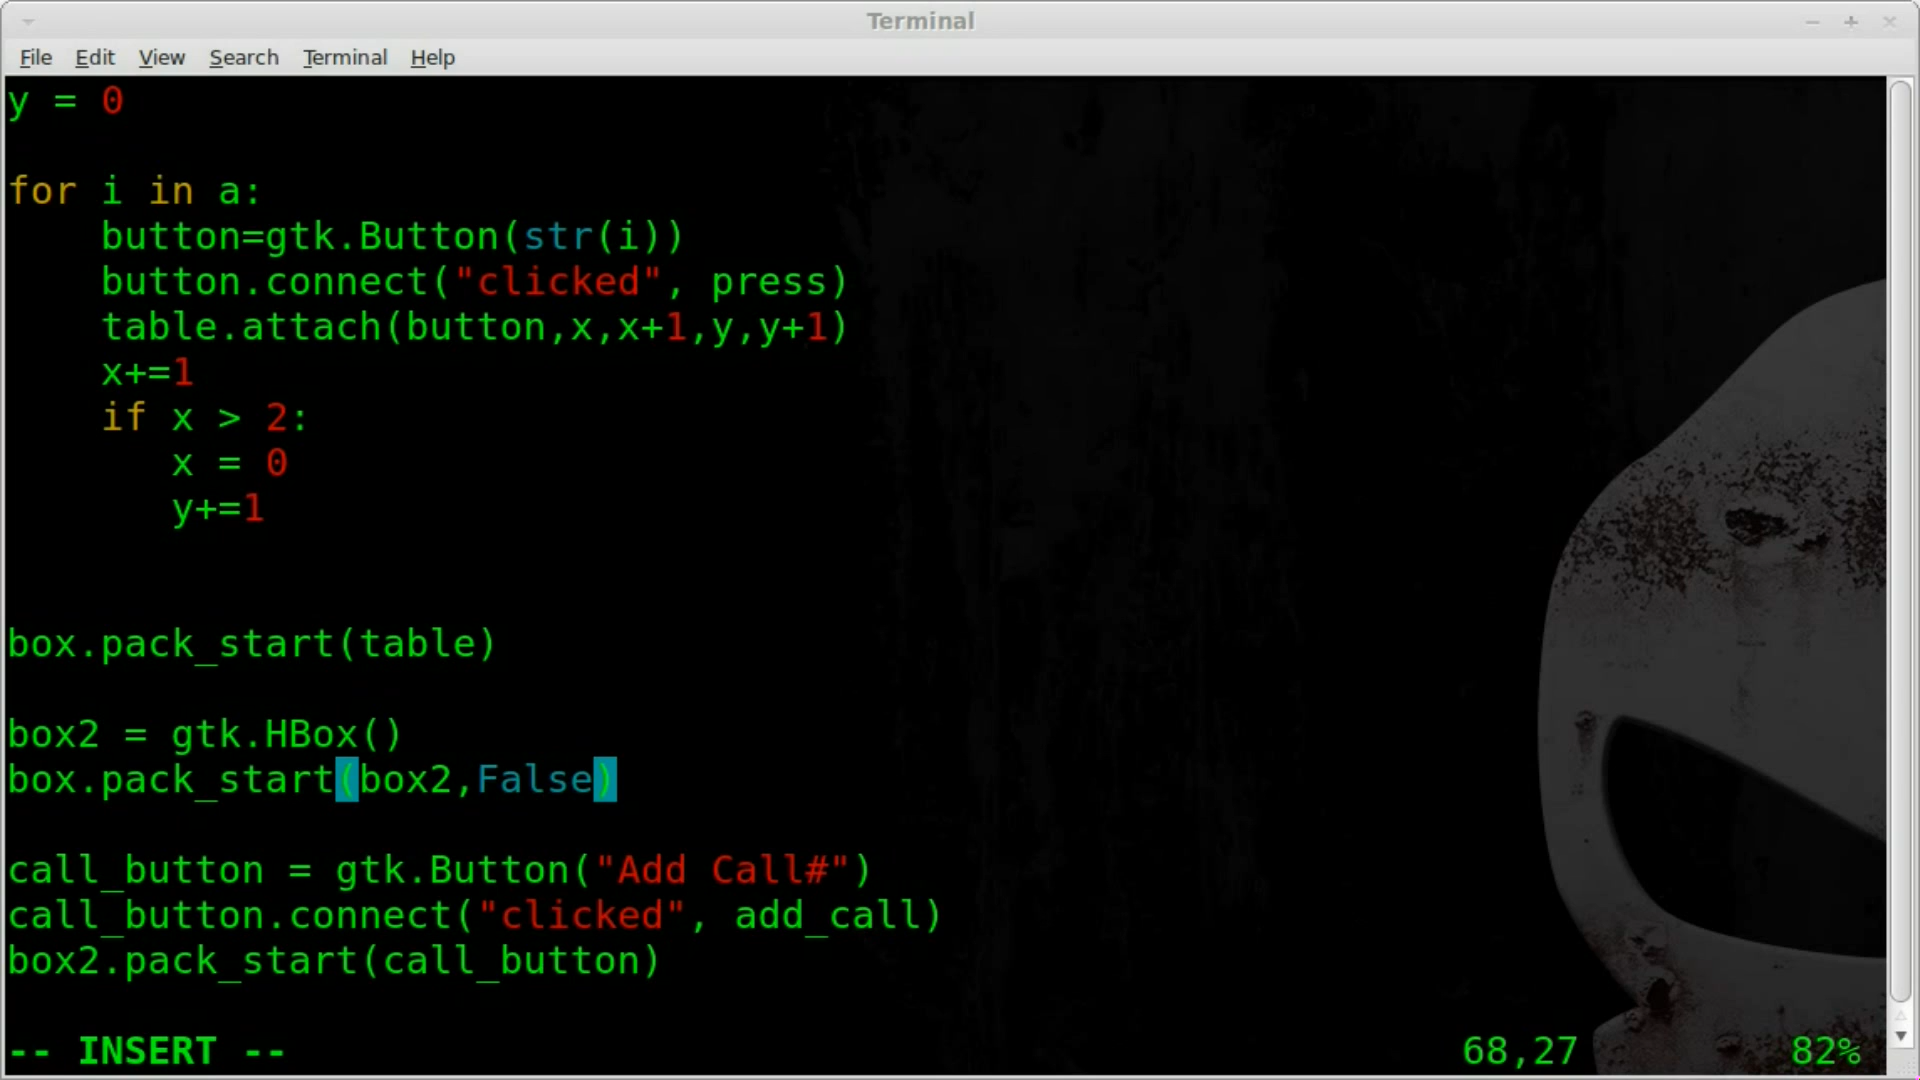 Terminal
File Edit View Search Terminal Help
y = 0
for i in a:
    button=gtk.Button(str(i))
    button.connect("clicked", press)
    table.attach(button,x,x+1,y,y+1)
    x+=1
    if x > 2:
       x = 0
       y+=1
box.pack_start(table)
box2 = gtk.HBox()
box.pack_start(box2,False)
call_button = gtk.Button("Add Call#")
call_button.connect("clicked", add_call)
box2.pack_start(call_button)
-- INSERT -- 68,27 82%